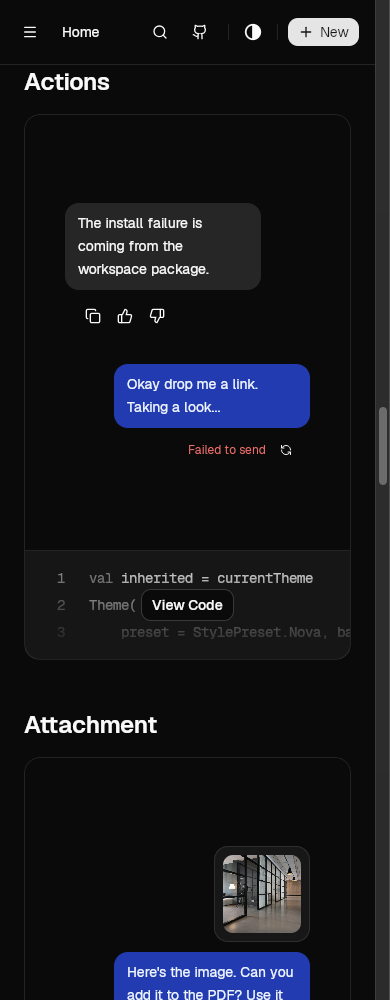 Home
New
Actions
The install failure is
coming from the
workspace package.
Okay drop me a link.
Taking a look...
Failed to send
1 val inherited = currentTheme
2 Theme(
View Code
3 preset = StylePreset.Nova, ba
Attachment
Here's the image. Can you
add it to the PDF? Use it